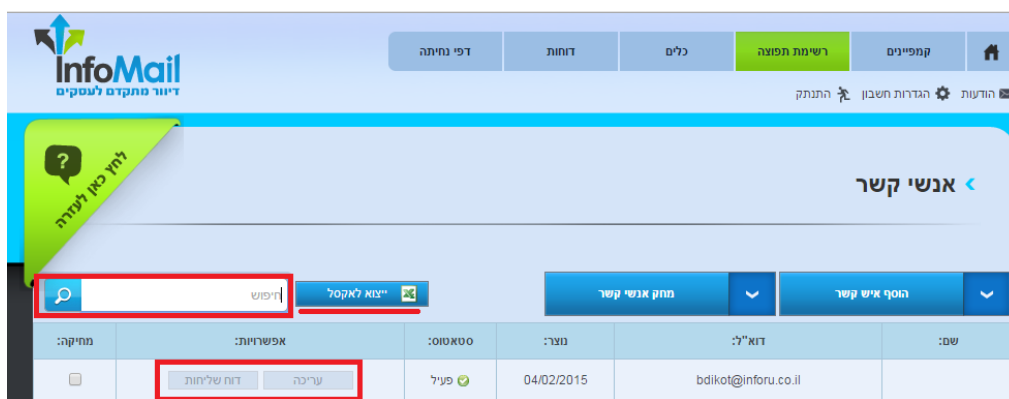 InfoMail
דיוור מתקדם לעסקים
קמפיינים
רשימת תפוצה
כלים
דוחות
דפי נחיתה
הודעות
הגדרות חשבון
התנתק
לחץ כאן לעזרה
אנשי קשר
הוסף איש קשר
מחק אנשי קשר
ייצוא לאקסל
חיפוש
שם:
דוא"ל:
נוצר:
סטאטוס:
אפשרויות:
מחיקה:
bdikot@inforu.co.il
04/02/2015
פעיל
עריכה
דוח שליחות